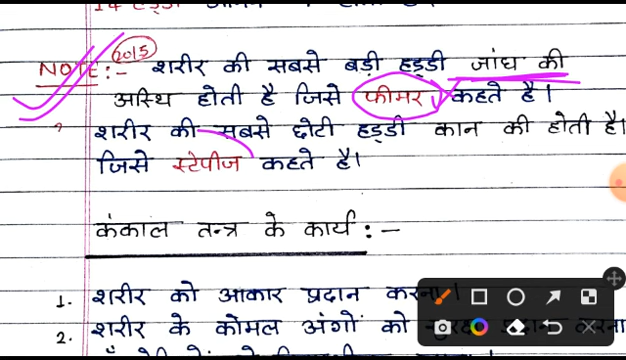 NOTE:- (2015) शरीर की सबसे बड़ी हड्डी जांघ की
अस्थि होती है जिसे फीमर कहते है।
शरीर की सबसे छोटी हड्डी कान की होती है।
जिसे स्टेपीज कहते है।
कंकाल तन्त्र के कार्य :-
1. शरीर को आकार प्रदान करना।
2. शरीर के कोमल अंगों को